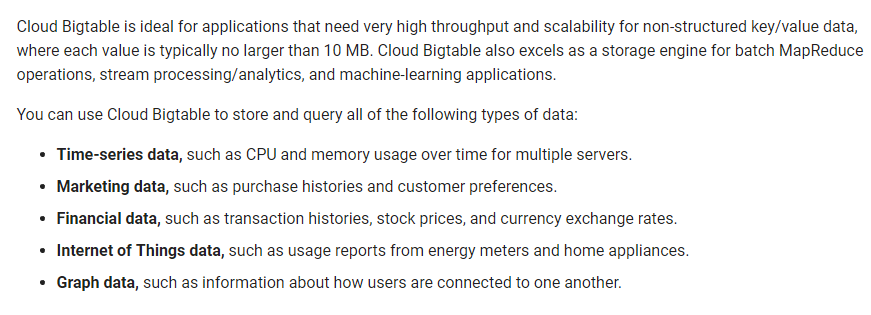 Cloud Bigtable is ideal for applications that need very high throughput and scalability for non-structured key/value data,
where each value is typically no larger than 10 MB. Cloud Bigtable also excels as a storage engine for batch MapReduce
operations, stream processing/analytics, and machine-learning applications.
You can use Cloud Bigtable to store and query all of the following types of data:
• Time-series data, such as CPU and memory usage over time for multiple servers.
• Marketing data, such as purchase histories and customer preferences.
• Financial data, such as transaction histories, stock prices, and currency exchange rates.
• Internet of Things data, such as usage reports from energy meters and home appliances.
• Graph data, such as information about how users are connected to one another.